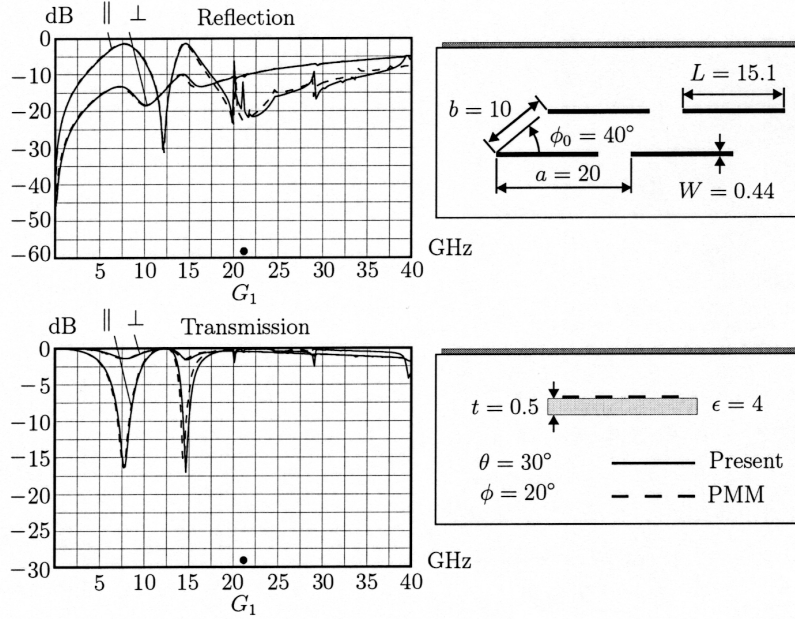 dB ∥ ⊥ Reflection
0
−10
−20
−30
−40
−50
−60
5 10 15 20 25 30 35 40
GHz
G₁
L = 15.1
b = 10
ϕ₀ = 40°
a = 20
W = 0.44
dB ∥ ⊥ Transmission
0
−5
−10
−15
−20
−25
−30
5 10 15 20 25 30 35 40
GHz
G₁
t = 0.5
ϵ = 4
θ = 30° Present
ϕ = 20° PMM